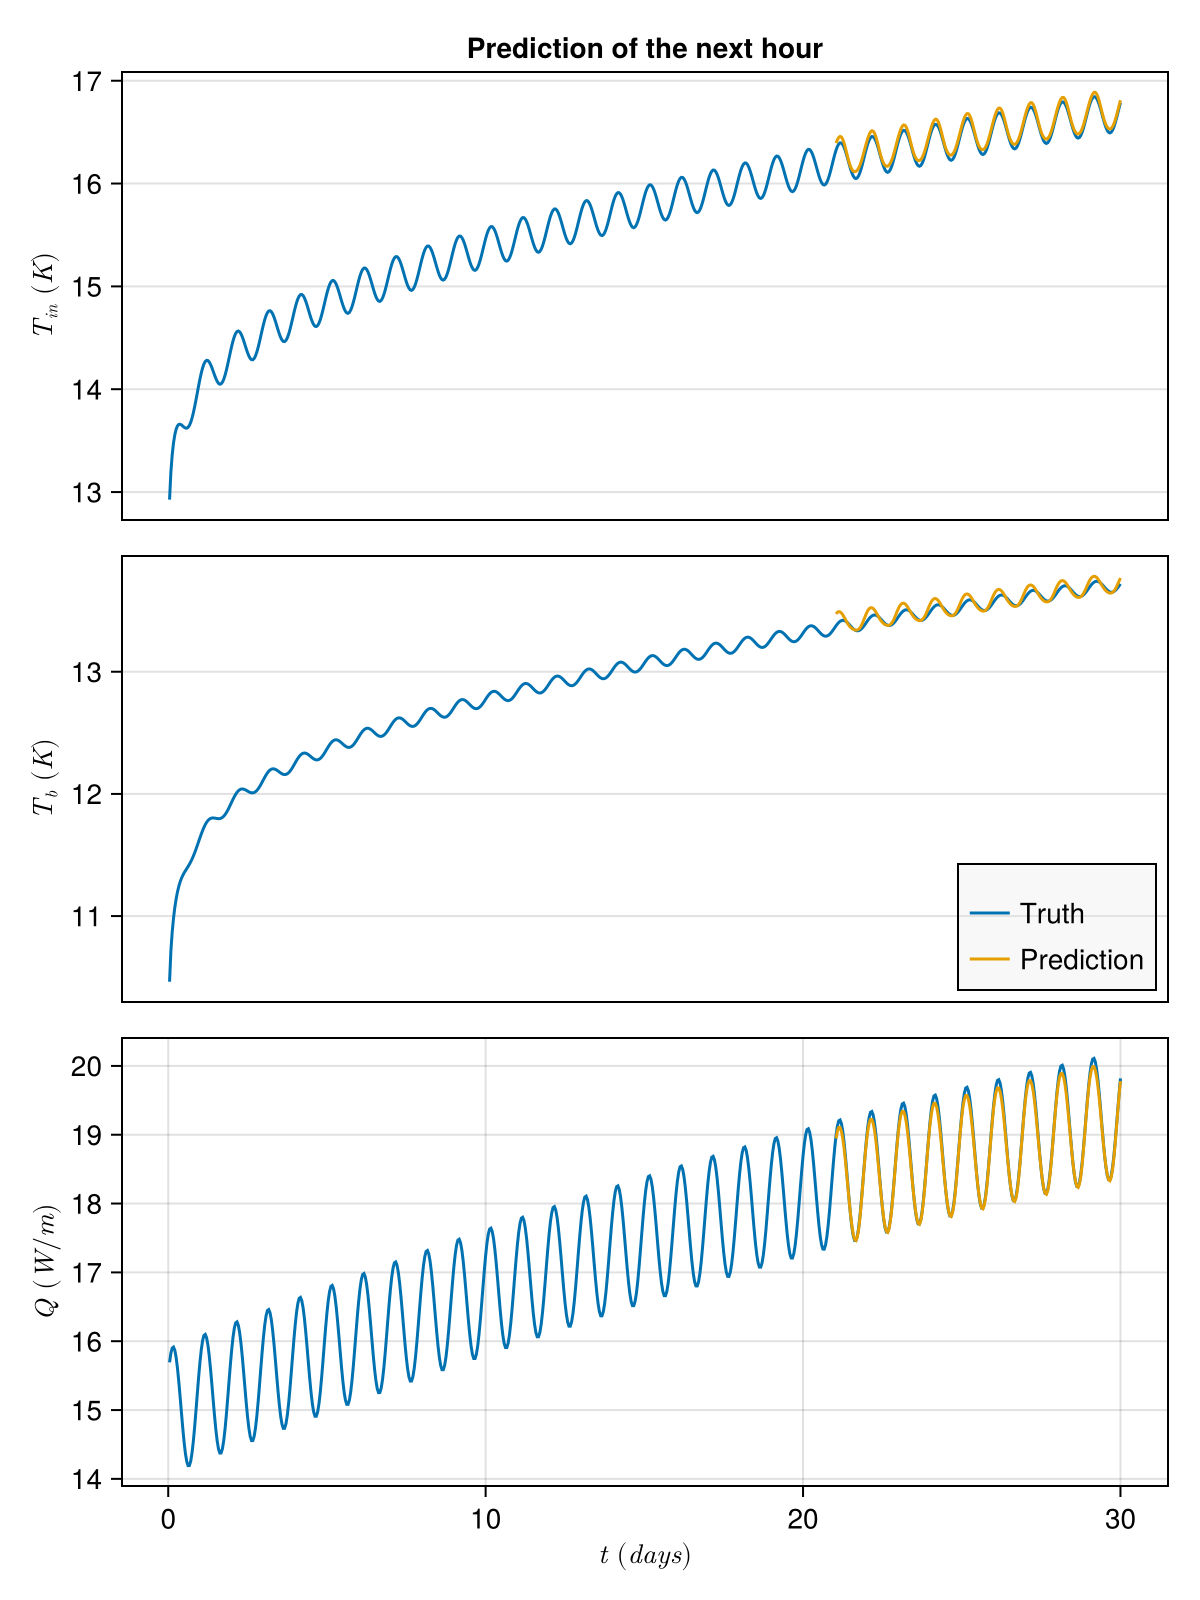 Prediction of the next hour
17
16
15
14
13
T_in (K)
13
12
11
T_b (K)
Truth
Prediction
20
19
18
17
16
15
14
Q (W/m)
0 10 20 30
t (days)